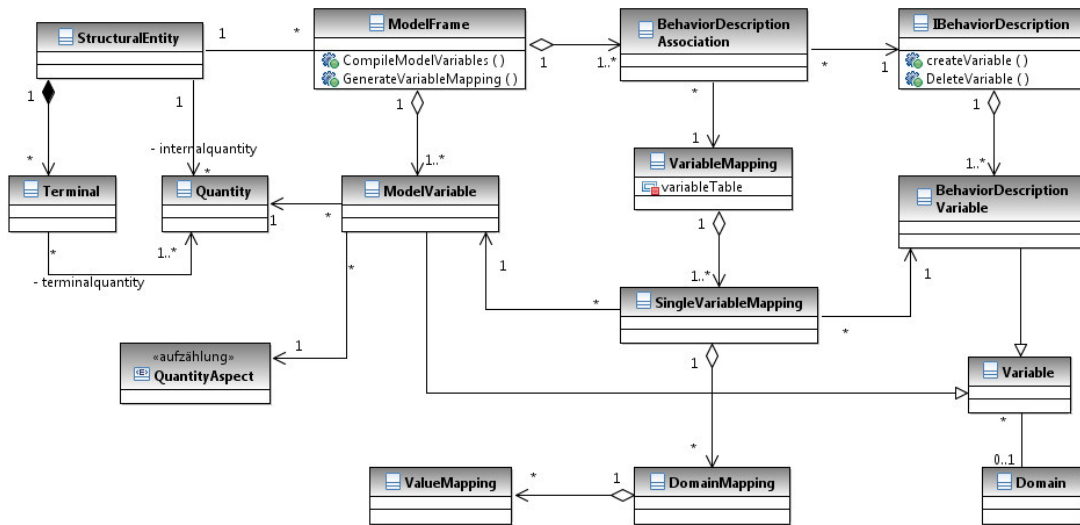 StructuralEntity
1
*
ModelFrame
CompileModelVariables ( )
GenerateVariableMapping ( )
1
1..*
BehaviorDescription
Association
*
1
IBehaviorDescription
createVariable ( )
DeleteVariable ( )
1
1
1
*
1
1
- internalquantity
*
*
1..*
1
VariableMapping
variableTable
1..*
Terminal
Quantity
ModelVariable
BehaviorDescription
Variable
1
*
1
*
1..*
- terminalquantity
*
1
1..*
1
*
SingleVariableMapping
*
1
1
«aufzählung»
<E> QuantityAspect
Variable
*
*
0..1
ValueMapping
*
1
DomainMapping
Domain